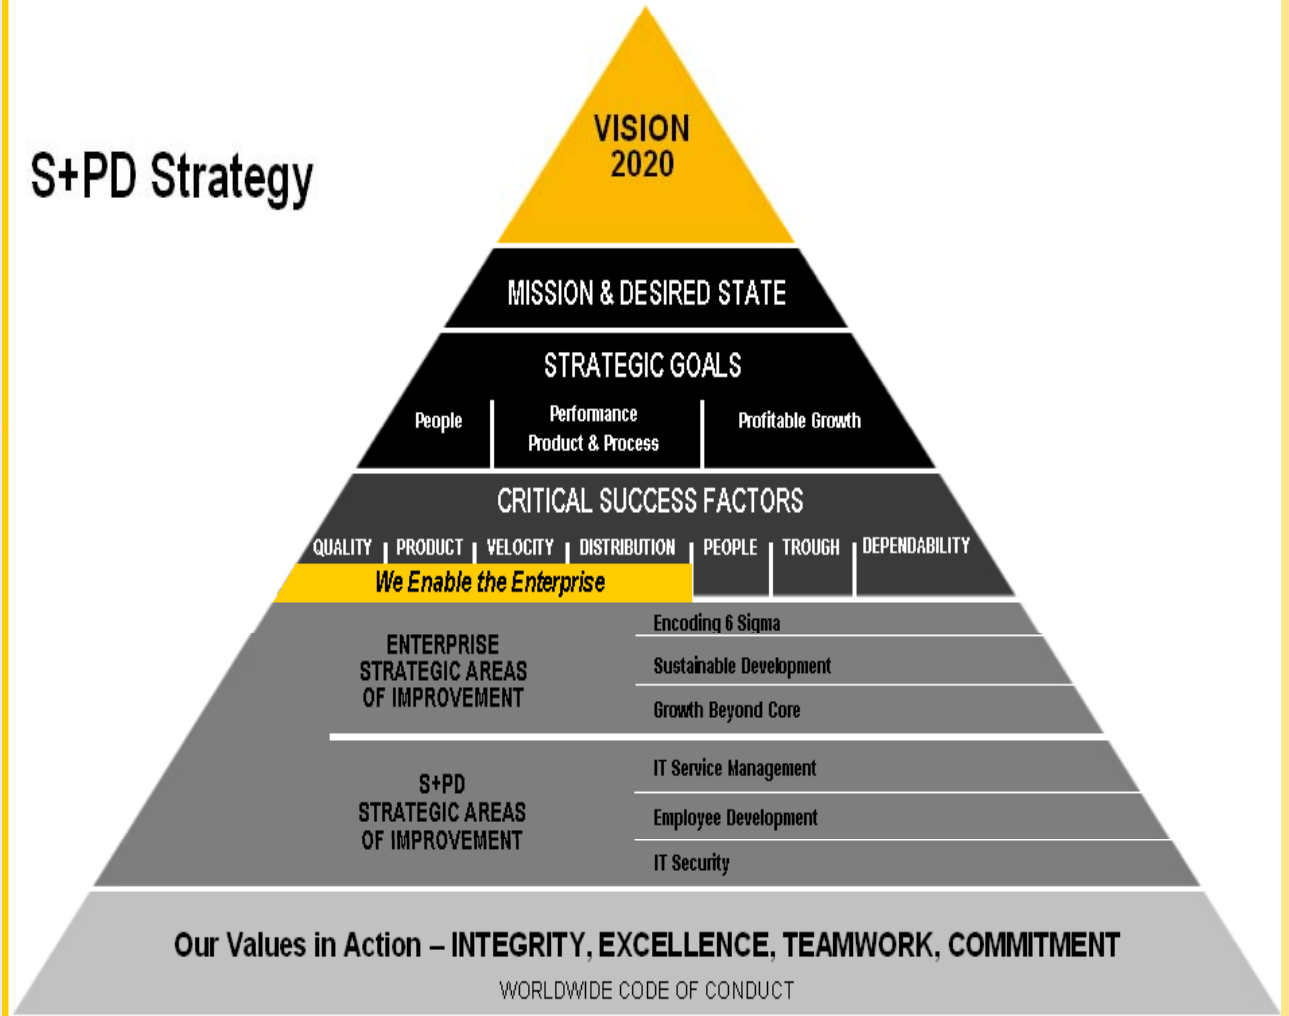 VISION
2020
S+PD Strategy
MISSION & DESIRED STATE
STRATEGIC GOALS
People
Performance
Product & Process
Profitable Growth
CRITICAL SUCCESS FACTORS
QUALITY PRODUCT VELOCITY DISTRIBUTION PEOPLE TROUGH DEPENDABILITY
We Enable the Enterprise
ENTERPRISE
STRATEGIC AREAS
OF IMPROVEMENT
Encoding 6 Sigma
Sustainable Development
Growth Beyond Core
S+PD
STRATEGIC AREAS
OF IMPROVEMENT
IT Service Management
Employee Development
IT Security
Our Values in Action – INTEGRITY, EXCELLENCE, TEAMWORK, COMMITMENT
WORLDWIDE CODE OF CONDUCT